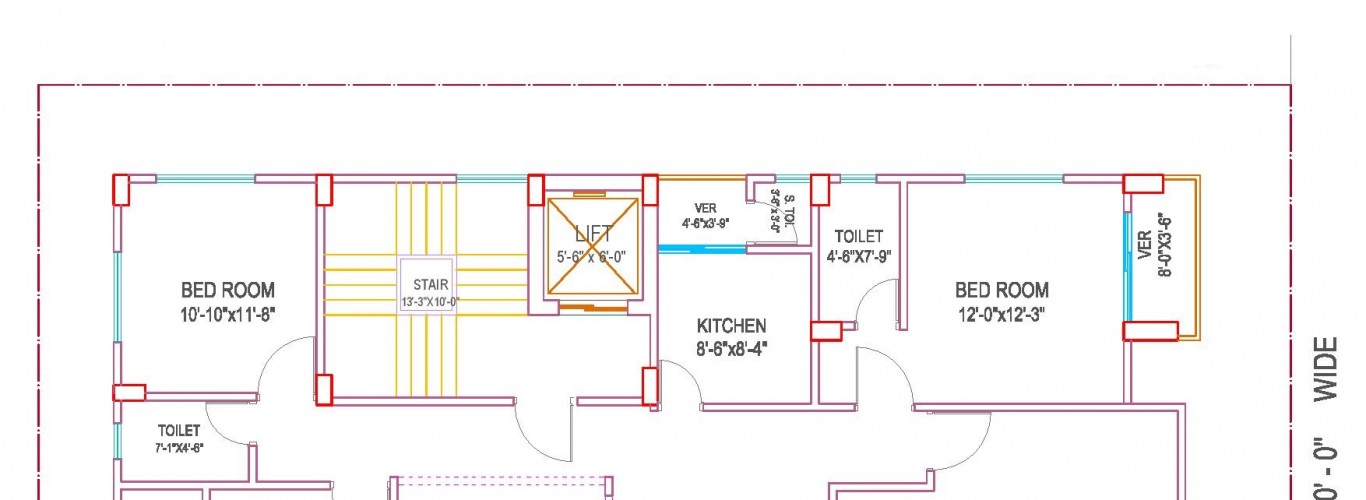 BED ROOM
10'-10"x11'-8"
STAIR
13'-3"X10'-0"
LIFT
5'-6" x 6'-0"
VER
4'-6"x3'-9"
S. TOI.
3'-6"x3'-0"
KITCHEN
8'-6"x8'-4"
TOILET
4'-6"X7'-9"
BED ROOM
12'-0"x12'-3"
VER
8'-0"X3'-6"
TOILET
7'-1"X4'-6"
0' - 0" WIDE